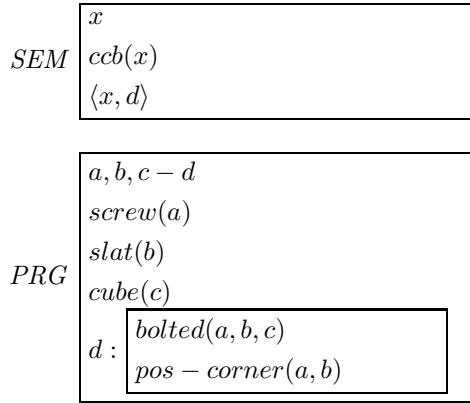 SEM
x
ccb(x)
⟨x, d⟩
PRG
a, b, c − d
screw(a)
slat(b)
cube(c)
d :
bolted(a, b, c)
pos − corner(a, b)